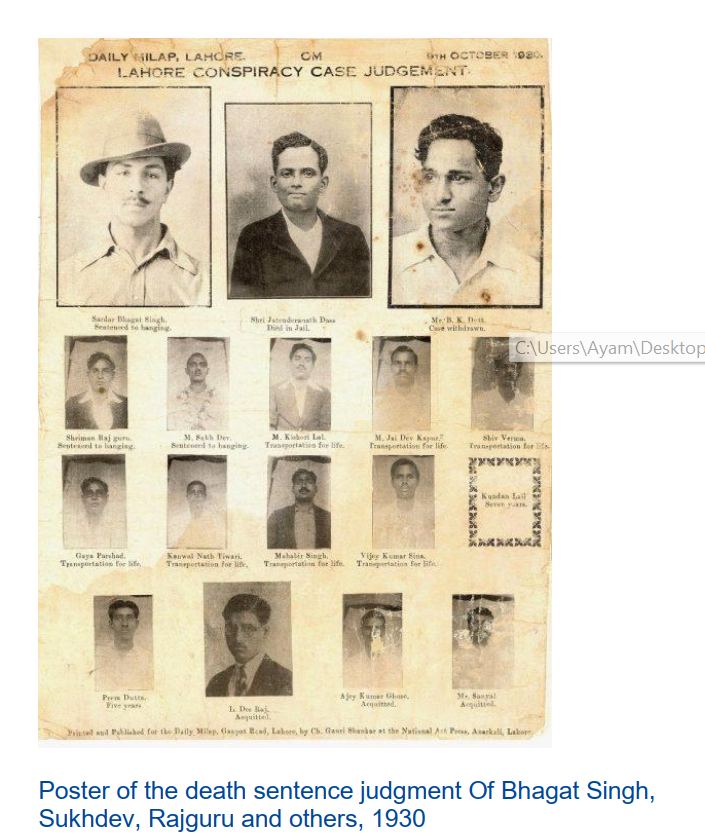 DAILY MILAP, LAHORE. OM 9TH OCTOBER 1930.
LAHORE CONSPIRACY CASE JUDGEMENT
Sardar Bhagat Singh.
Sentenced to hanging.
Shri Jatenderanath Dass
Died in Jail.
Mr. B. K. Dutt.
Case withdrawn.
C:\Users\Ayam\Desktop
Shriman Raj guru.
Sentenced to hanging.
M. Sukh Dev.
Sentenced to hanging.
M. Kishori Lal.
Transportation for life.
M. Jai Dev Kapur.
Transportation for life.
Shiv Verma.
Transportation for life.
Gaya Parshad.
Transportation for life.
Kanwal Nath Tiwari.
Transportation for life.
Mahabir Singh.
Transportation for life.
Vijey Kumar Sina.
Transportation for life.
Kundan Lall
Seven years.
Prem Dutta.
Five years
Des Raj.
Acquitted.
Ajey Kumar Ghose.
Acquitted.
Mr. Sanyal
Acquitted.
Printed and Published for the Daily Milap, Ganpat Road, Lahore, by Ch. Gauri Shankar at the National Art Press, Anarkali, Lahore
Poster of the death sentence judgment Of Bhagat Singh,
Sukhdev, Rajguru and others, 1930